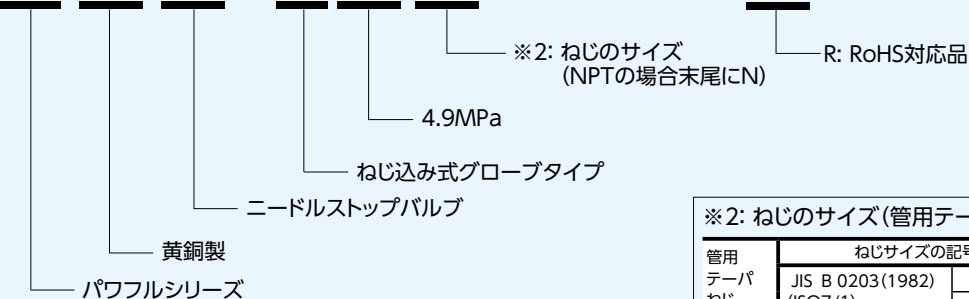 ※2: ねじのサイズ
(NPTの場合末尾にN)
R: RoHS対応品
4.9MPa
ねじ込み式グローブタイプ
ニードルストップバルブ
黄銅製
パワフルシリーズ
※2: ねじのサイズ(管用テー
管用
テーパ
ねじ
ねじサイズの記号
JIS B 0203(1982)
(ISO7/1)